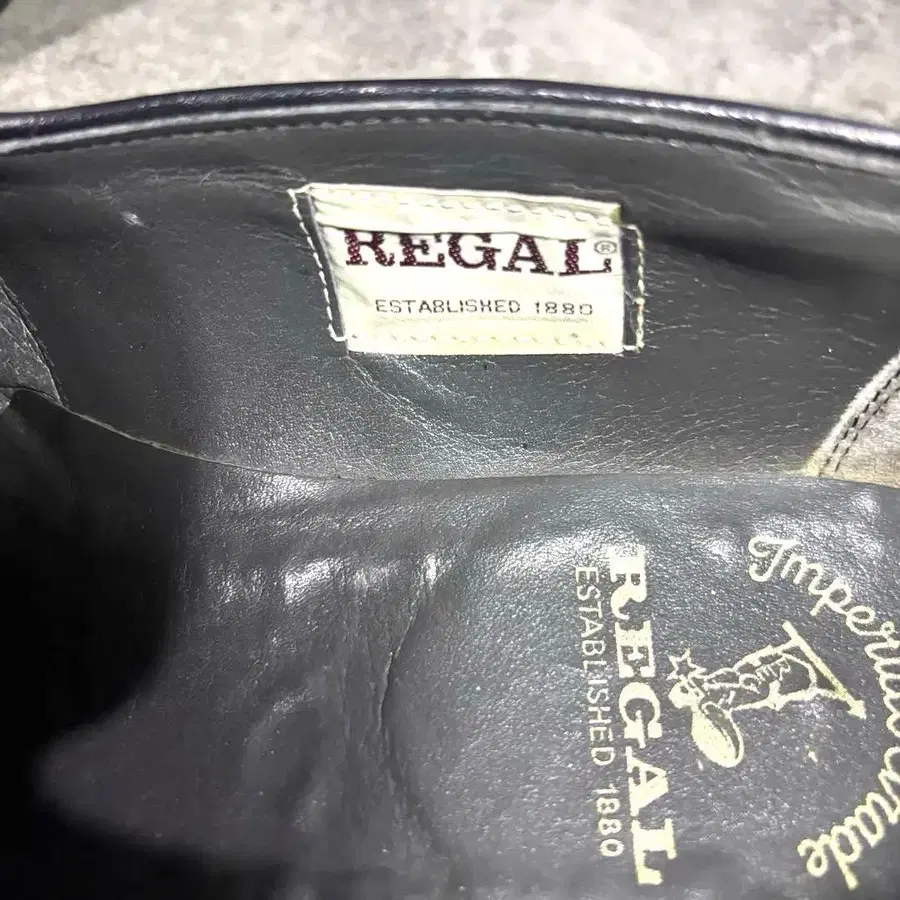 REGAL®
ESTABLISHED 1880
Imperial Grade
REGAL
ESTABLISHED 1880